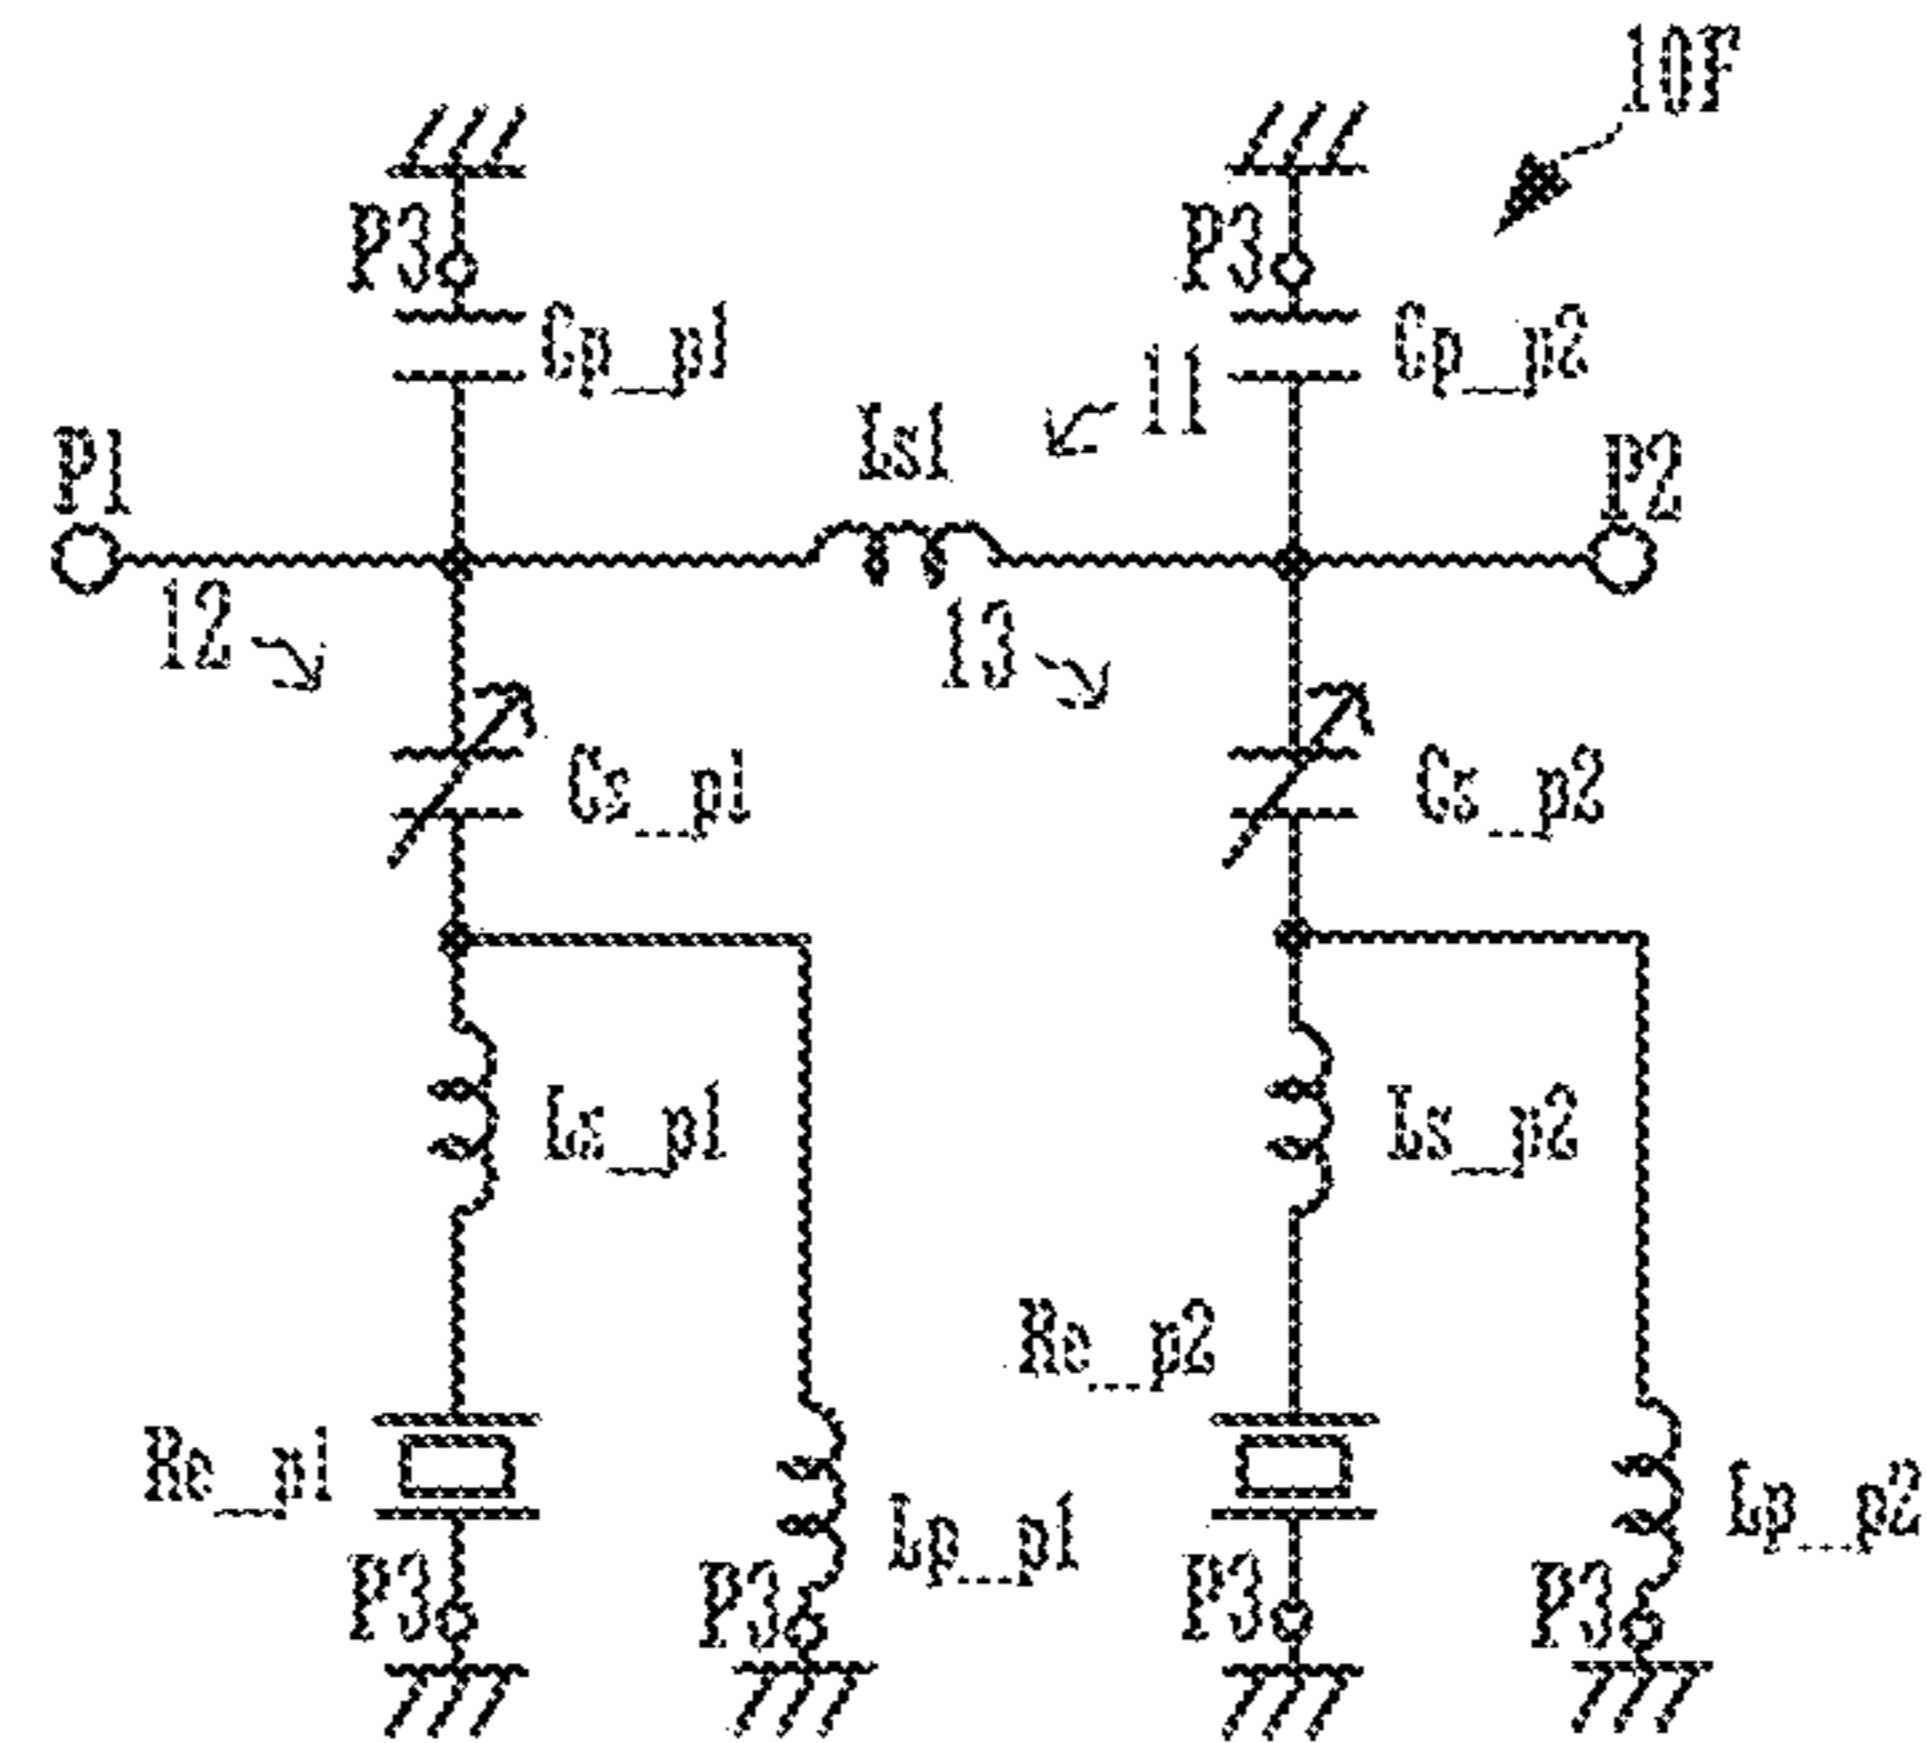 10F
P3
P3
Cp_p1
Cp_p2
11
Ls1
P1
P2
12
13
Cs_p1
Cs_p2
Ls_p1
Ls_p2
Re_p2
Re_p1
Lp_p1
Lp_p2
P3
P3
P3
P3